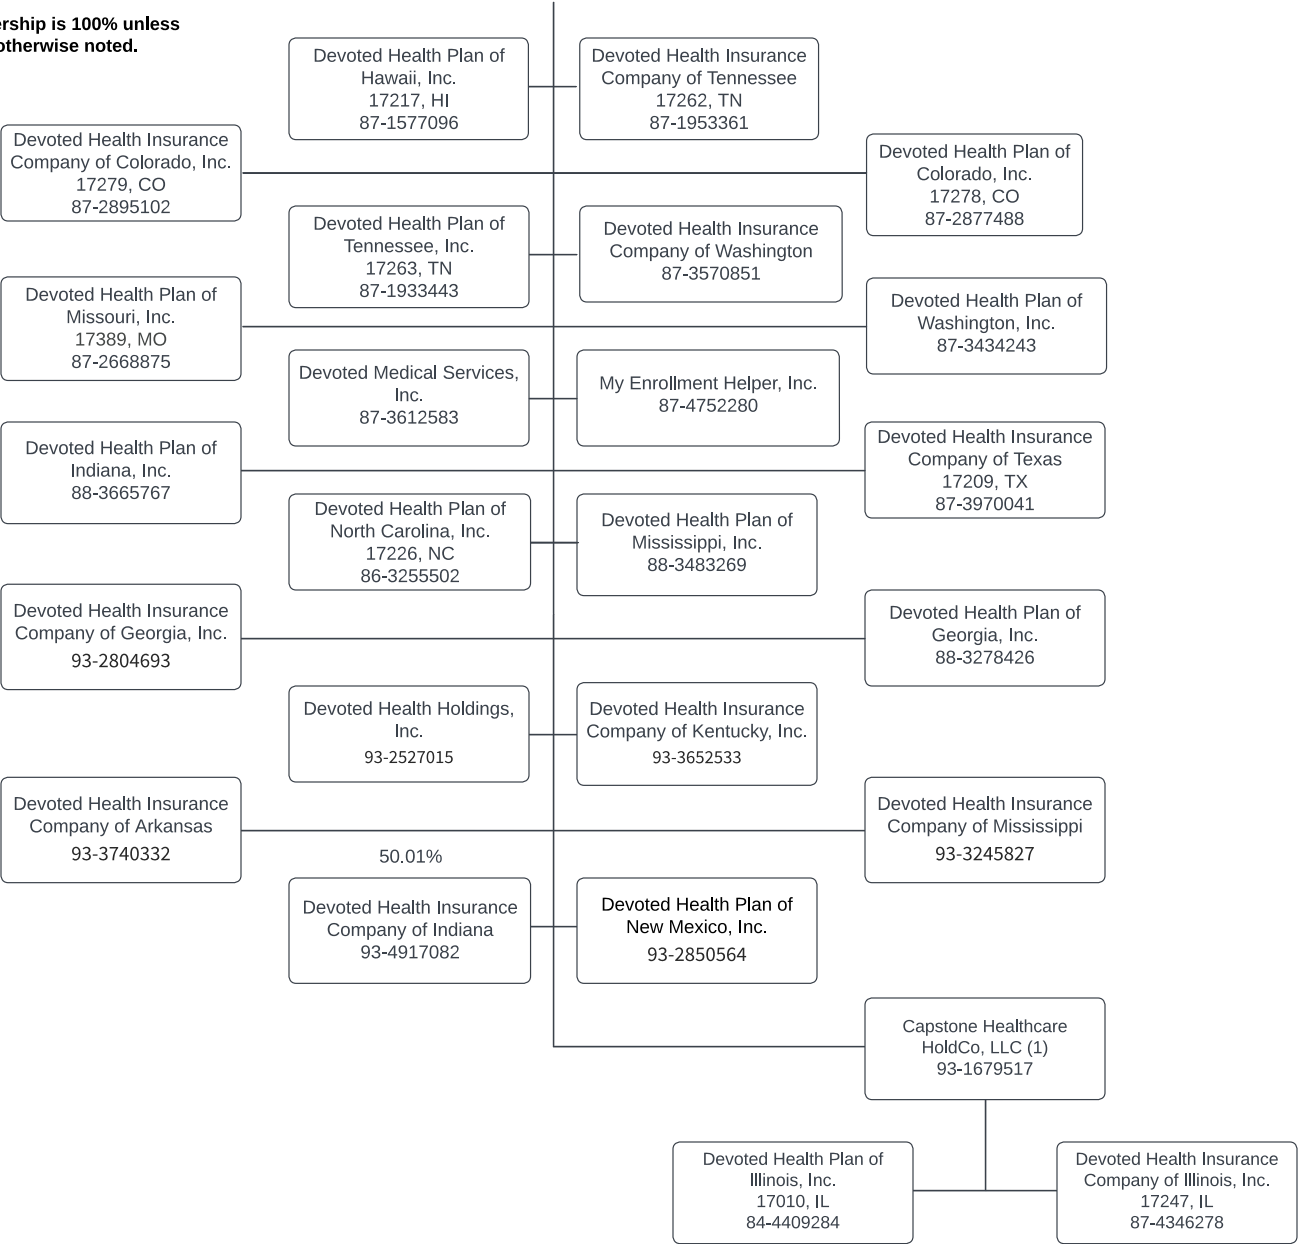 ership is 100% unless
otherwise noted.
Devoted Health Plan of
Hawaii, Inc.
17217, HI
87-1577096
Devoted Health Insurance
Company of Tennessee
17262, TN
87-1953361
Devoted Health Insurance
Company of Colorado, Inc.
17279, CO
87-2895102
Devoted Health Plan of
Colorado, Inc.
17278, CO
87-2877488
Devoted Health Plan of
Tennessee, Inc.
17263, TN
87-1933443
Devoted Health Insurance
Company of Washington
87-3570851
Devoted Health Plan of
Missouri, Inc.
17389, MO
87-2668875
Devoted Health Plan of
Washington, Inc.
87-3434243
Devoted Medical Services,
Inc.
87-3612583
My Enrollment Helper, Inc.
87-4752280
Devoted Health Plan of
Indiana, Inc.
88-3665767
Devoted Health Insurance
Company of Texas
17209, TX
87-3970041
Devoted Health Plan of
North Carolina, Inc.
17226, NC
86-3255502
Devoted Health Plan of
Mississippi, Inc.
88-3483269
Devoted Health Insurance
Company of Georgia, Inc.
93-2804693
Devoted Health Plan of
Georgia, Inc.
88-3278426
Devoted Health Holdings,
Inc.
93-2527015
Devoted Health Insurance
Company of Kentucky, Inc.
93-3652533
Devoted Health Insurance
Company of Arkansas
93-3740332
Devoted Health Insurance
Company of Mississippi
93-3245827
50.01%
Devoted Health Insurance
Company of Indiana
93-4917082
Devoted Health Plan of
New Mexico, Inc.
93-2850564
Capstone Healthcare
HoldCo, LLC (1)
93-1679517
Devoted Health Plan of
Illinois, Inc.
17010, IL
84-4409284
Devoted Health Insurance
Company of Illinois, Inc.
17247, IL
87-4346278